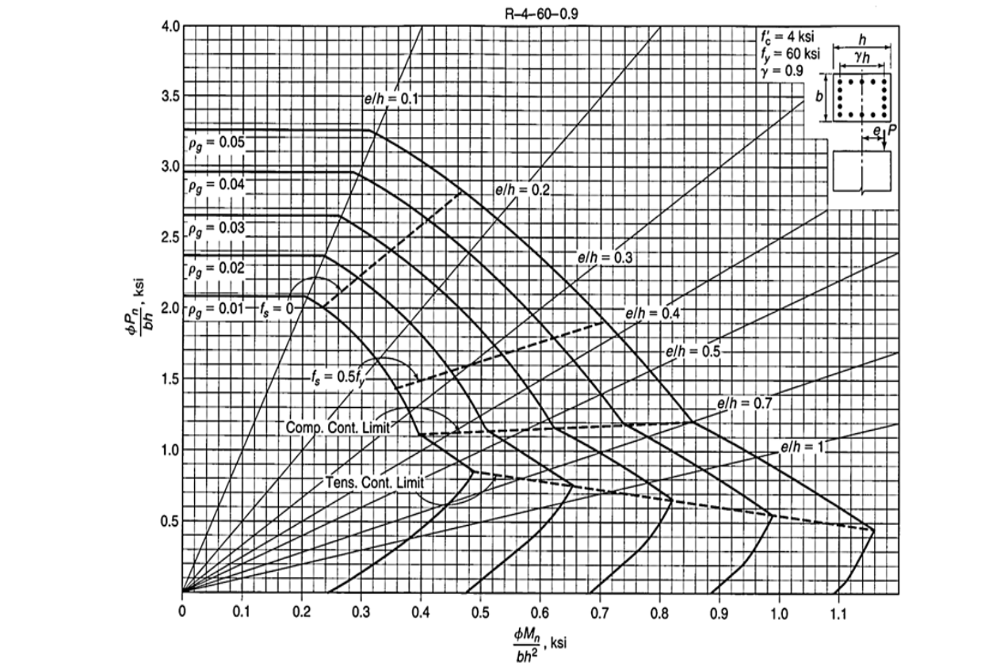 R–4–60–0.9
f′c = 4 ksi
fy = 60 ksi
γ = 0.9
h
γh
b
e
P
4.0
3.5
3.0
2.5
2.0
1.5
1.0
0.5
ϕPn/bh , ksi
e/h = 0.1
e/h = 0.2
e/h = 0.3
e/h = 0.4
e/h = 0.5
e/h = 0.7
e/h = 1
ρg = 0.05
ρg = 0.04
ρg = 0.03
ρg = 0.02
ρg = 0.01
fs = 0
fs = 0.5fy
Comp. Cont. Limit
Tens. Cont. Limit
0 0.1 0.2 0.3 0.4 0.5 0.6 0.7 0.8 0.9 1.0 1.1
ϕMn/bh² , ksi